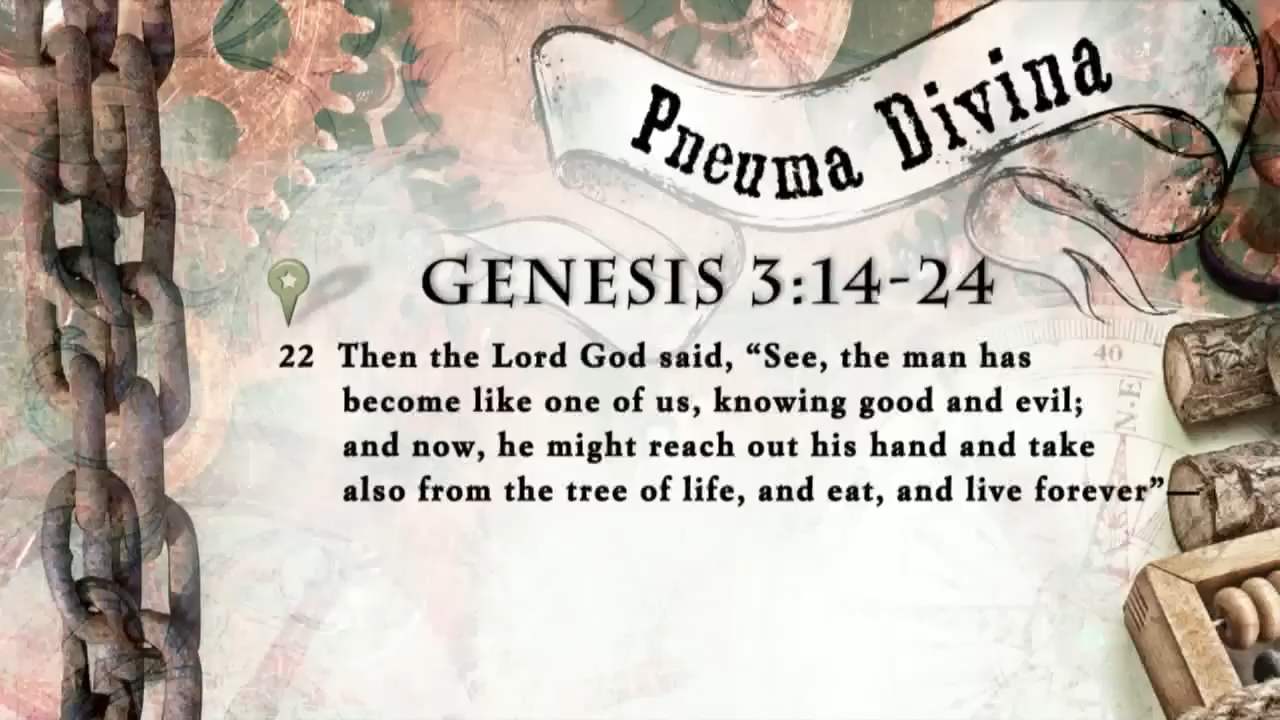 Pneuma Divina
GENESIS 3:14-24
22 Then the Lord God said, “See, the man has
become like one of us, knowing good and evil;
and now, he might reach out his hand and take
also from the tree of life, and eat, and live forever”—
40
N.E